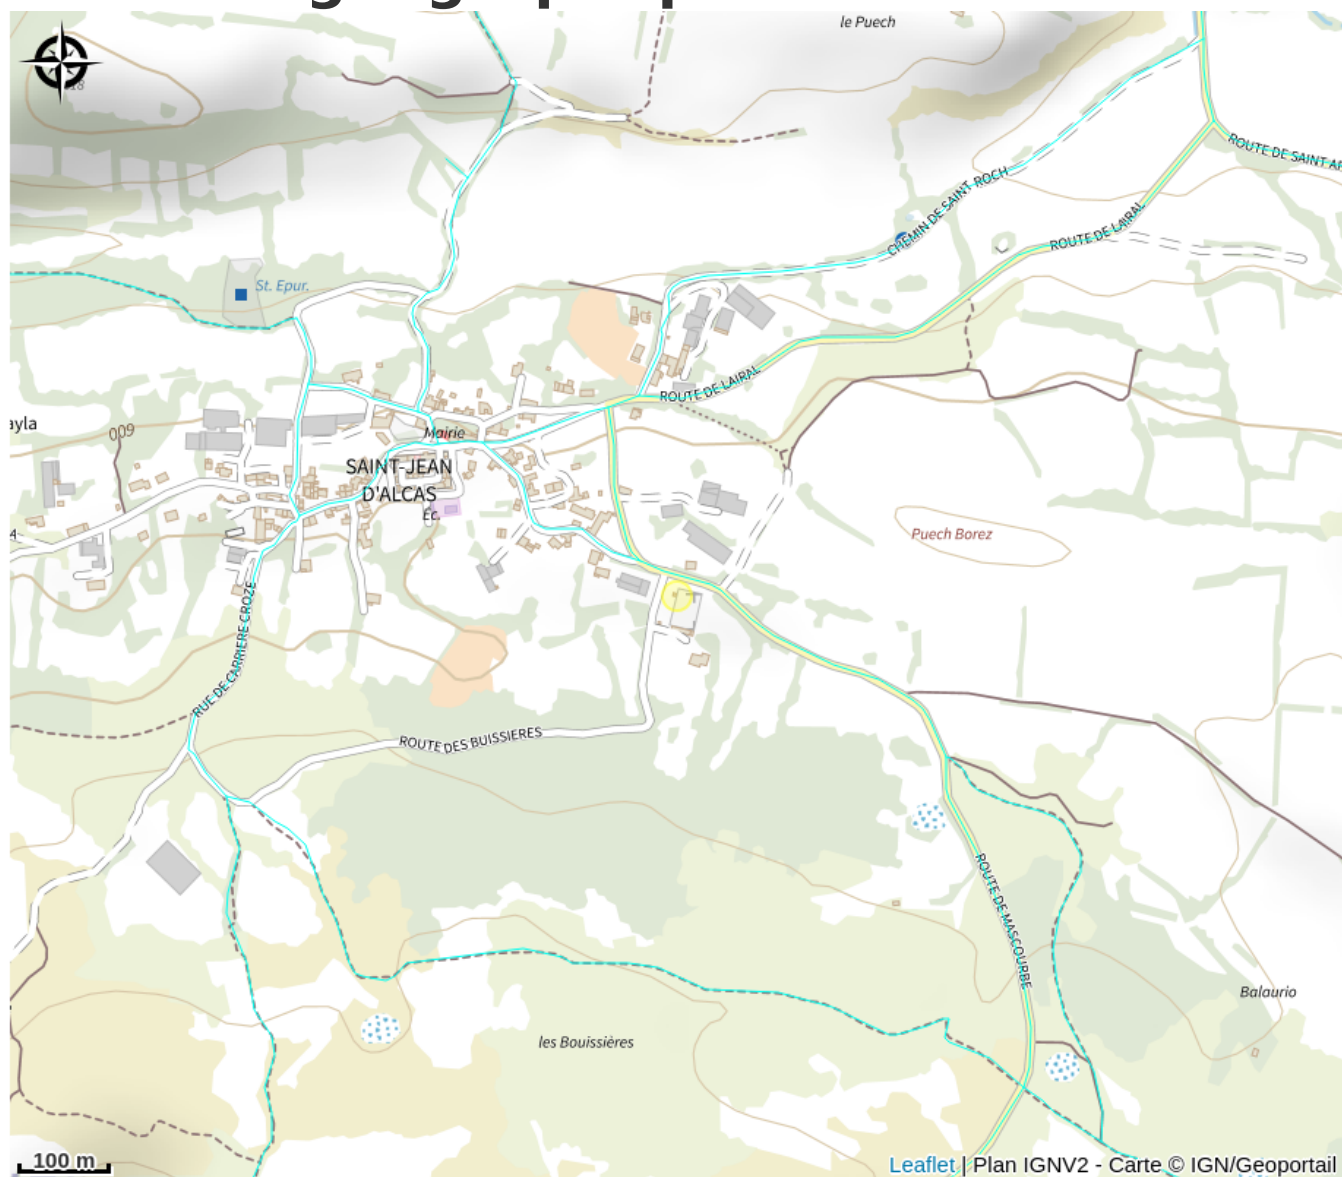 le Puech
ROUTE DE SAINT
CHEMIN DE SAINT ROCH
ROUTE DE LAIRAL
St. Epur.
ROUTE DE LAIRAL
ayla
009
Mairie
SAINT-JEAN
D'ALCAS
Éc.
4
Puech Borez
RUE DE CARRIERE CROZE
ROUTE DES BUISSIERES
ROUTE DE MASCOURBE
Balaurio
les Bouissières
100 m
Leaflet | Plan IGNV2 - Carte © IGN/Geoportail